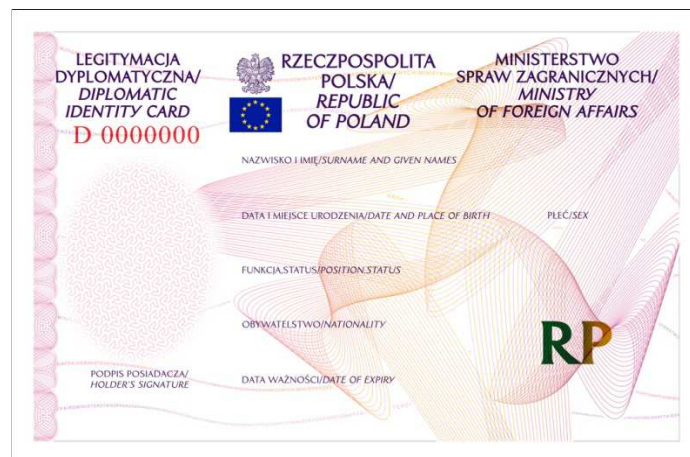 LEGITYMACJA
DYPLOMATYCZNA/
DIPLOMATIC
IDENTITY CARD
D 0000000
RZECZPOSPOLITA
POLSKA/
REPUBLIC
OF POLAND
MINISTERSTWO
SPRAW ZAGRANICZNYCH/
MINISTRY
OF FOREIGN AFFAIRS
NAZWISKO I IMIĘ/SURNAME AND GIVEN NAMES
DATA I MIEJSCE URODZENIA/DATE AND PLACE OF BIRTH
PŁEĆ/SEX
FUNKCJA,STATUS/POSITION,STATUS
OBYWATELSTWO/NATIONALITY
RP
PODPIS POSIADACZA/
HOLDER'S SIGNATURE
DATA WAŻNOŚCI/DATE OF EXPIRY